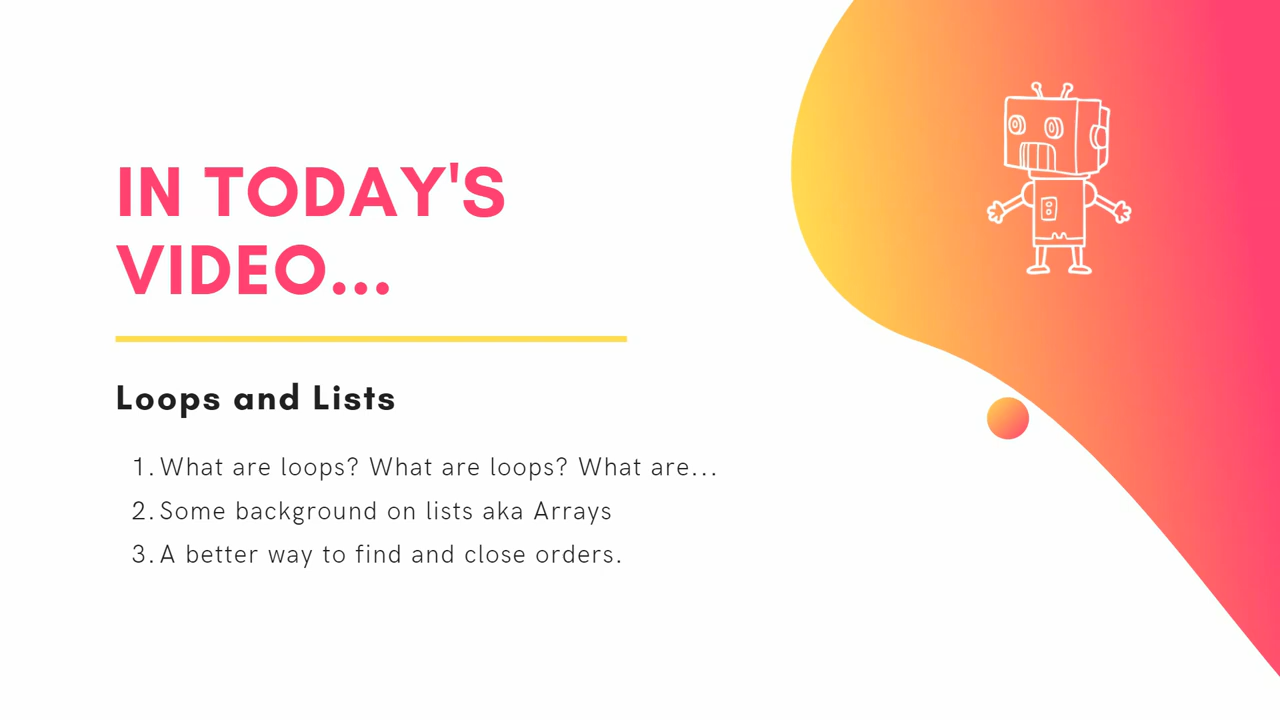 IN TODAY'S
VIDEO...
Loops and Lists
1. What are loops? What are loops? What are...
2. Some background on lists aka Arrays
3. A better way to find and close orders.